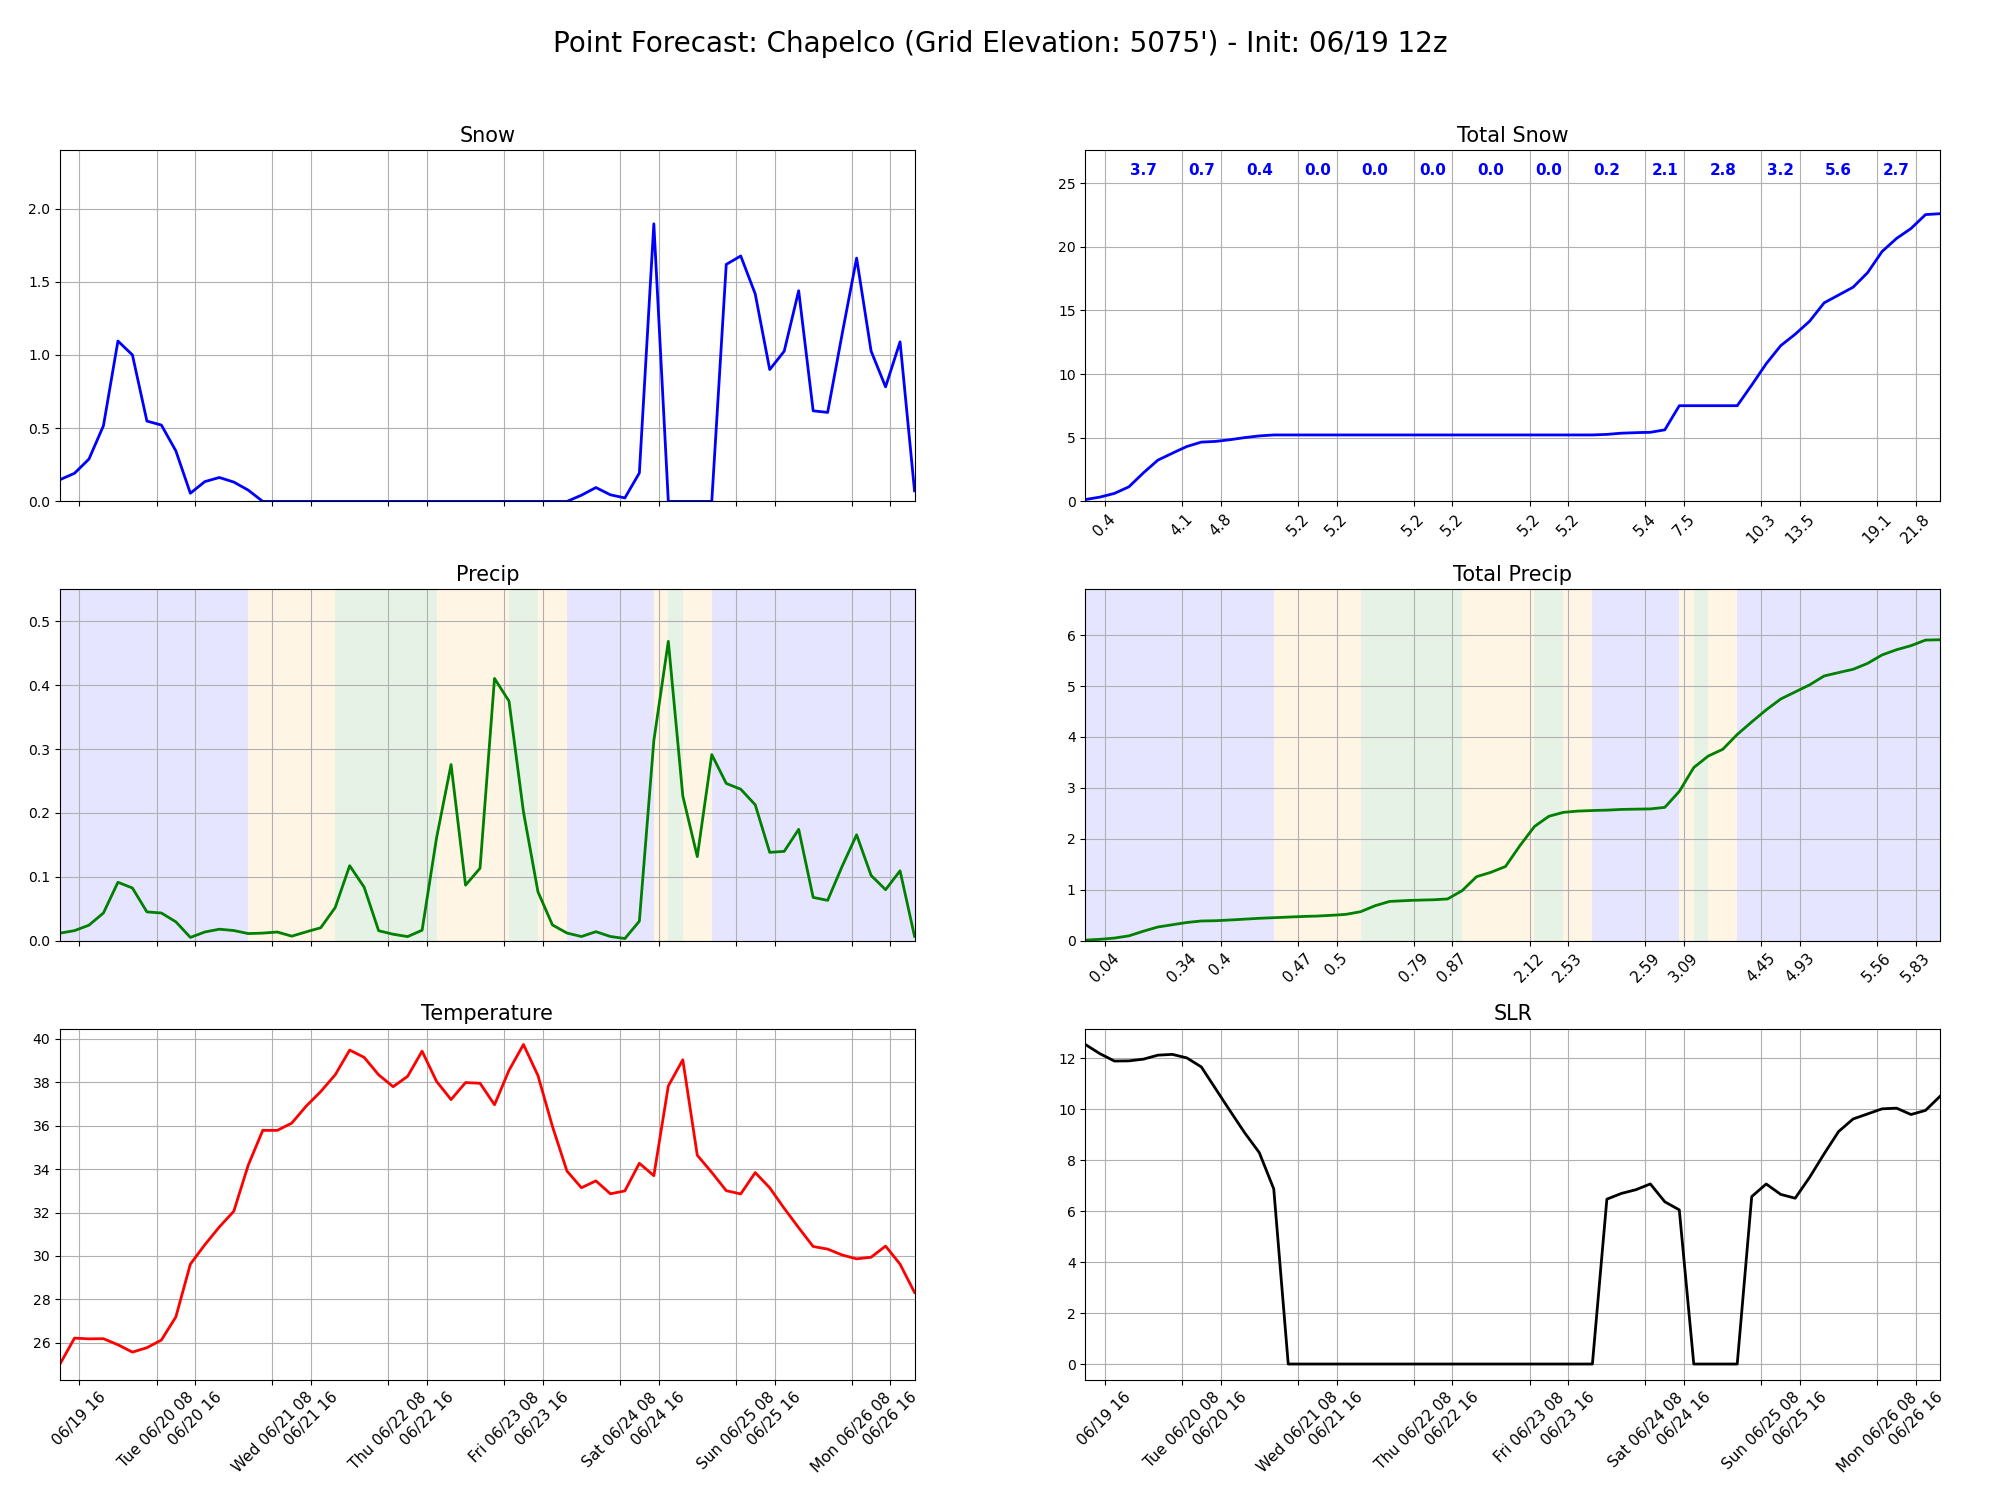 Point Forecast: Chapelco (Grid Elevation: 5075') - Init: 06/19 12z
Snow
2.0
1.5
1.0
0.5
0.0
Total Snow
3.7 0.7 0.4 0.0 0.0 0.0 0.0 0.0 0.2 2.1 2.8 3.2 5.6 2.7
25
20
15
10
5
0
0.4 4.1 4.8 5.2 5.2 5.2 5.2 5.2 5.2 5.4 7.5 10.3 13.5 19.1 21.8
Precip
0.5
0.4
0.3
0.2
0.1
0.0
Total Precip
6
5
4
3
2
1
0
0.04 0.34 0.4 0.47 0.5 0.79 0.87 2.12 2.53 2.59 3.09 4.45 4.93 5.56 5.83
Temperature
40
38
36
34
32
30
28
26
06/19 16
Tue 06/20 08
06/20 16
Wed 06/21 08
06/21 16
Thu 06/22 08
06/22 16
Fri 06/23 08
06/23 16
Sat 06/24 08
06/24 16
Sun 06/25 08
06/25 16
Mon 06/26 08
06/26 16
SLR
12
10
8
6
4
2
0
06/19 16
Tue 06/20 08
06/20 16
Wed 06/21 08
06/21 16
Thu 06/22 08
06/22 16
Fri 06/23 08
06/23 16
Sat 06/24 08
06/24 16
Sun 06/25 08
06/25 16
Mon 06/26 08
06/26 16